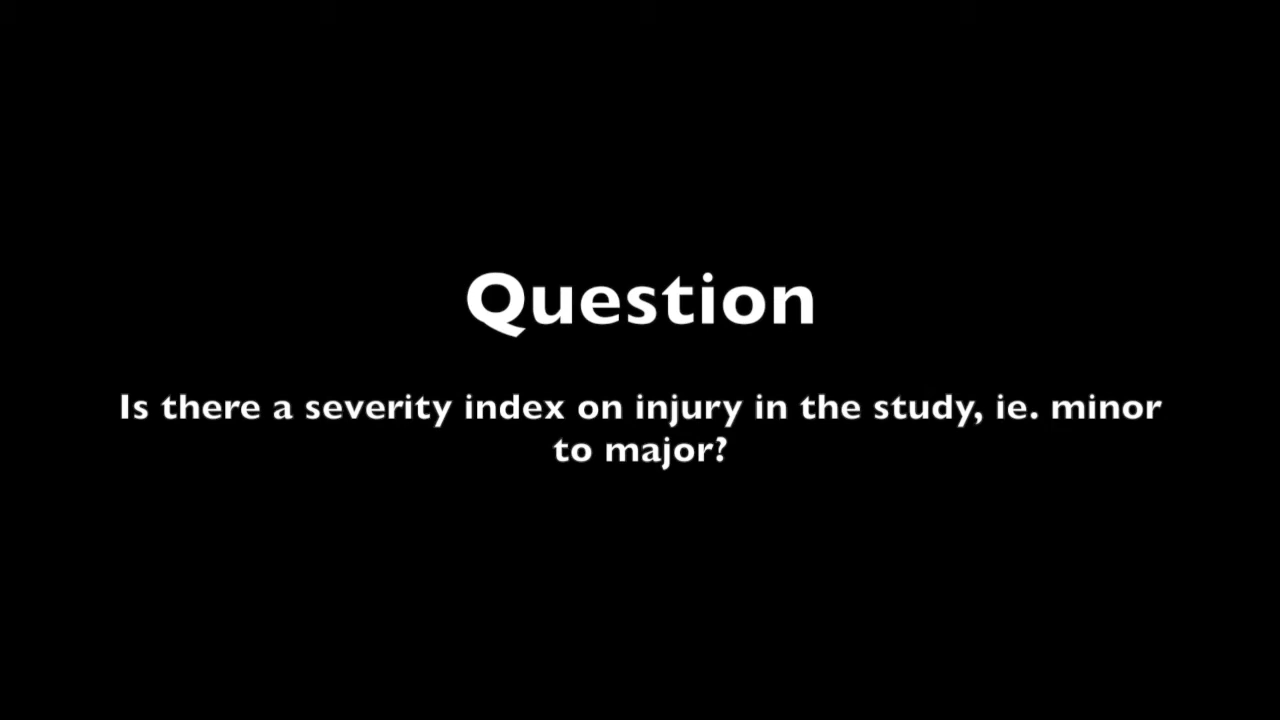 Question
Is there a severity index on injury in the study, ie. minor
to major?